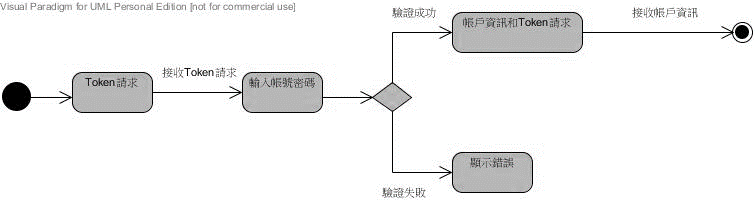 Visual Paradigm for UML Personal Edition [not for commercial use]
驗證成功
帳戶資訊和Token請求
接收帳戶資訊
Token請求
接收Token請求
輸入帳號密碼
顯示錯誤
驗證失敗